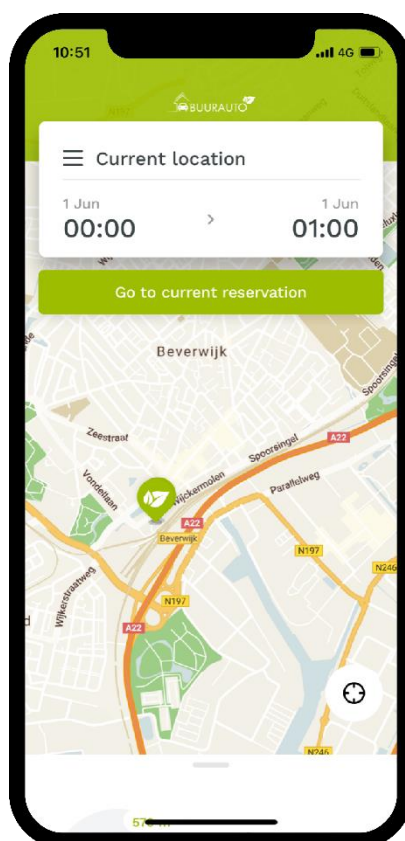 10:51
4G
BUURAUTO
Current location
1 Jun
1 Jun
00:00
>
01:00
Go to current reservation
Beverwijk
Zeestraat
Spoorsingel
Spoorsingel
A22
Vondellaan
Wijckermolen
Parallelweg
A22
Beverwijk
N197
N246
Wijkerstraatweg
N197
A22
N246